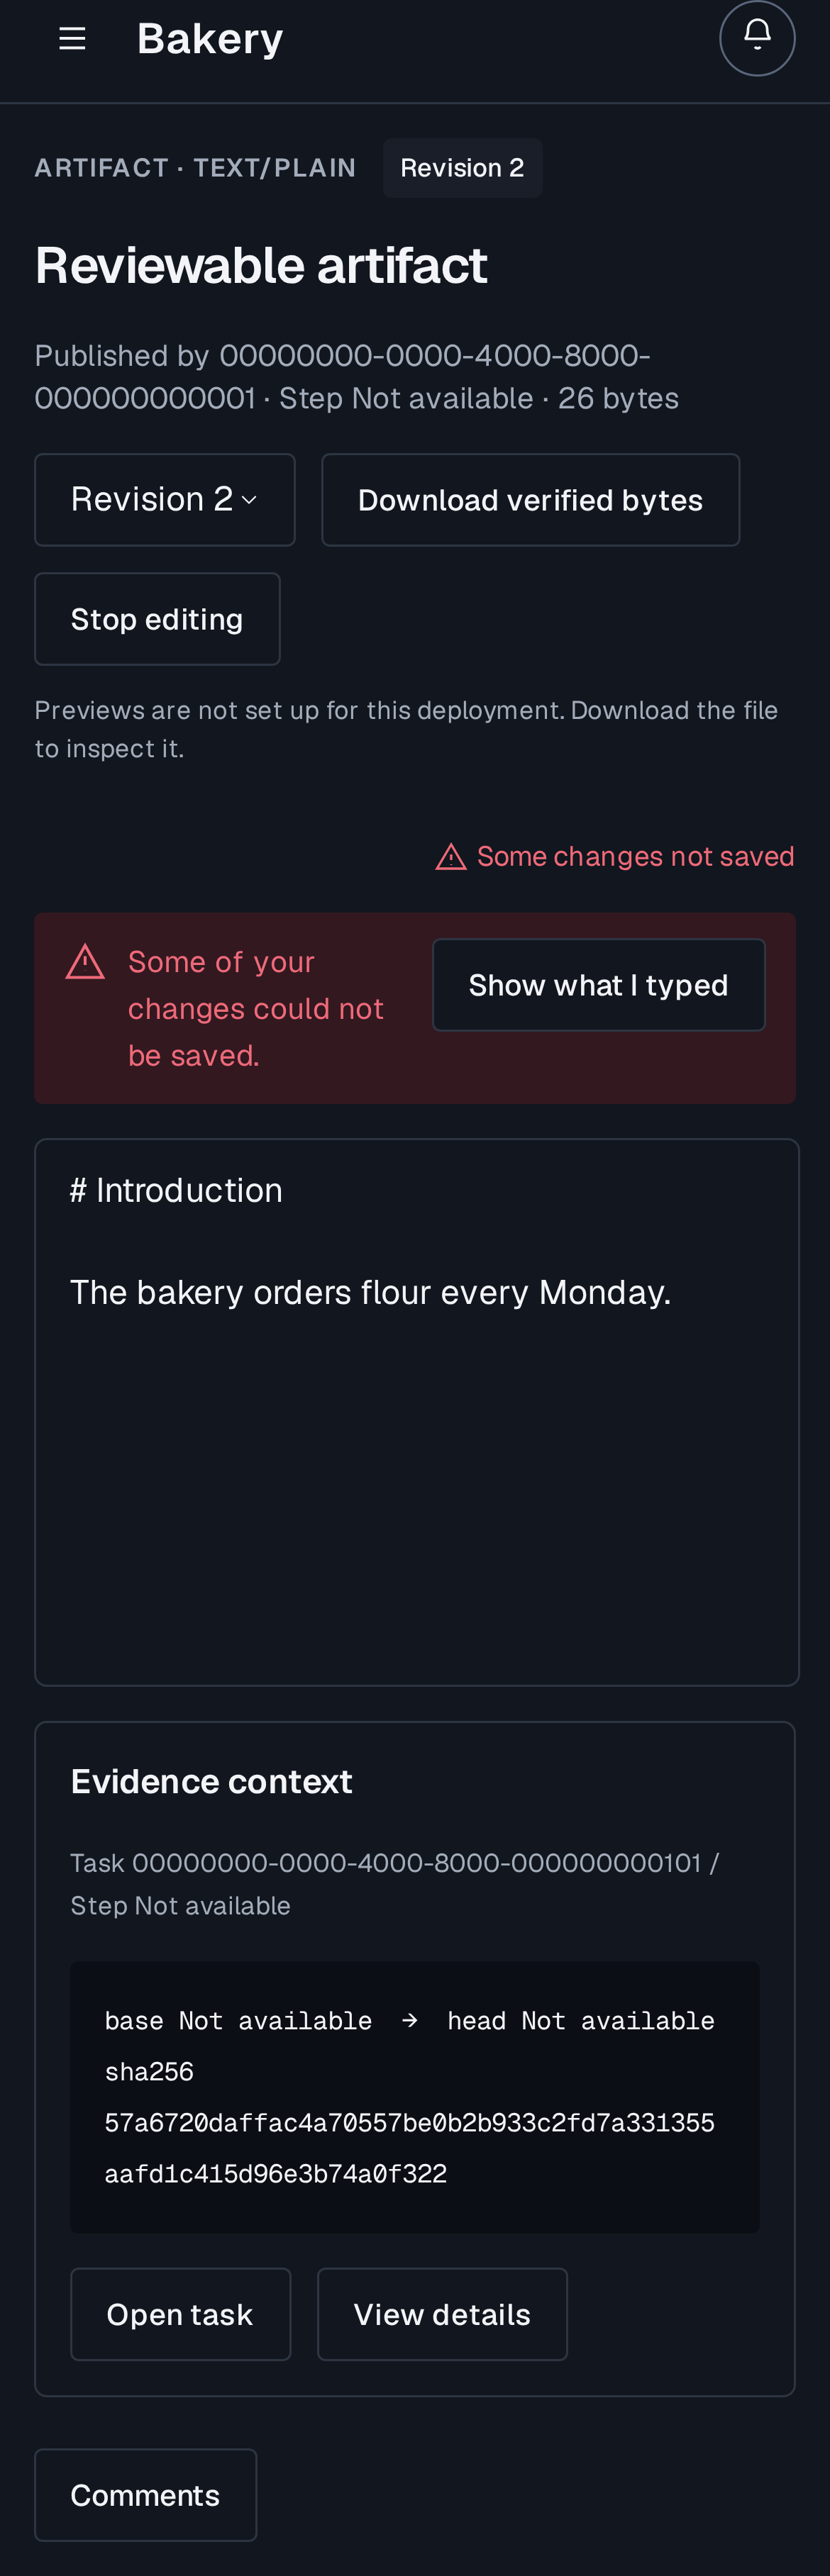 Bakery
ARTIFACT · TEXT/PLAIN
Revision 2
Reviewable artifact
Published by 00000000-0000-4000-8000-
000000000001 · Step Not available · 26 bytes
Revision 2
Download verified bytes
Stop editing
Previews are not set up for this deployment. Download the file
to inspect it.
Some changes not saved
Some of your
changes could not
be saved.
Show what I typed
# Introduction
The bakery orders flour every Monday.
Evidence context
Task 00000000-0000-4000-8000-000000000101 /
Step Not available
base Not available → head Not available
sha256
57a6720daffac4a70557be0b2b933c2fd7a331355
aafd1c415d96e3b74a0f322
Open task
View details
Comments